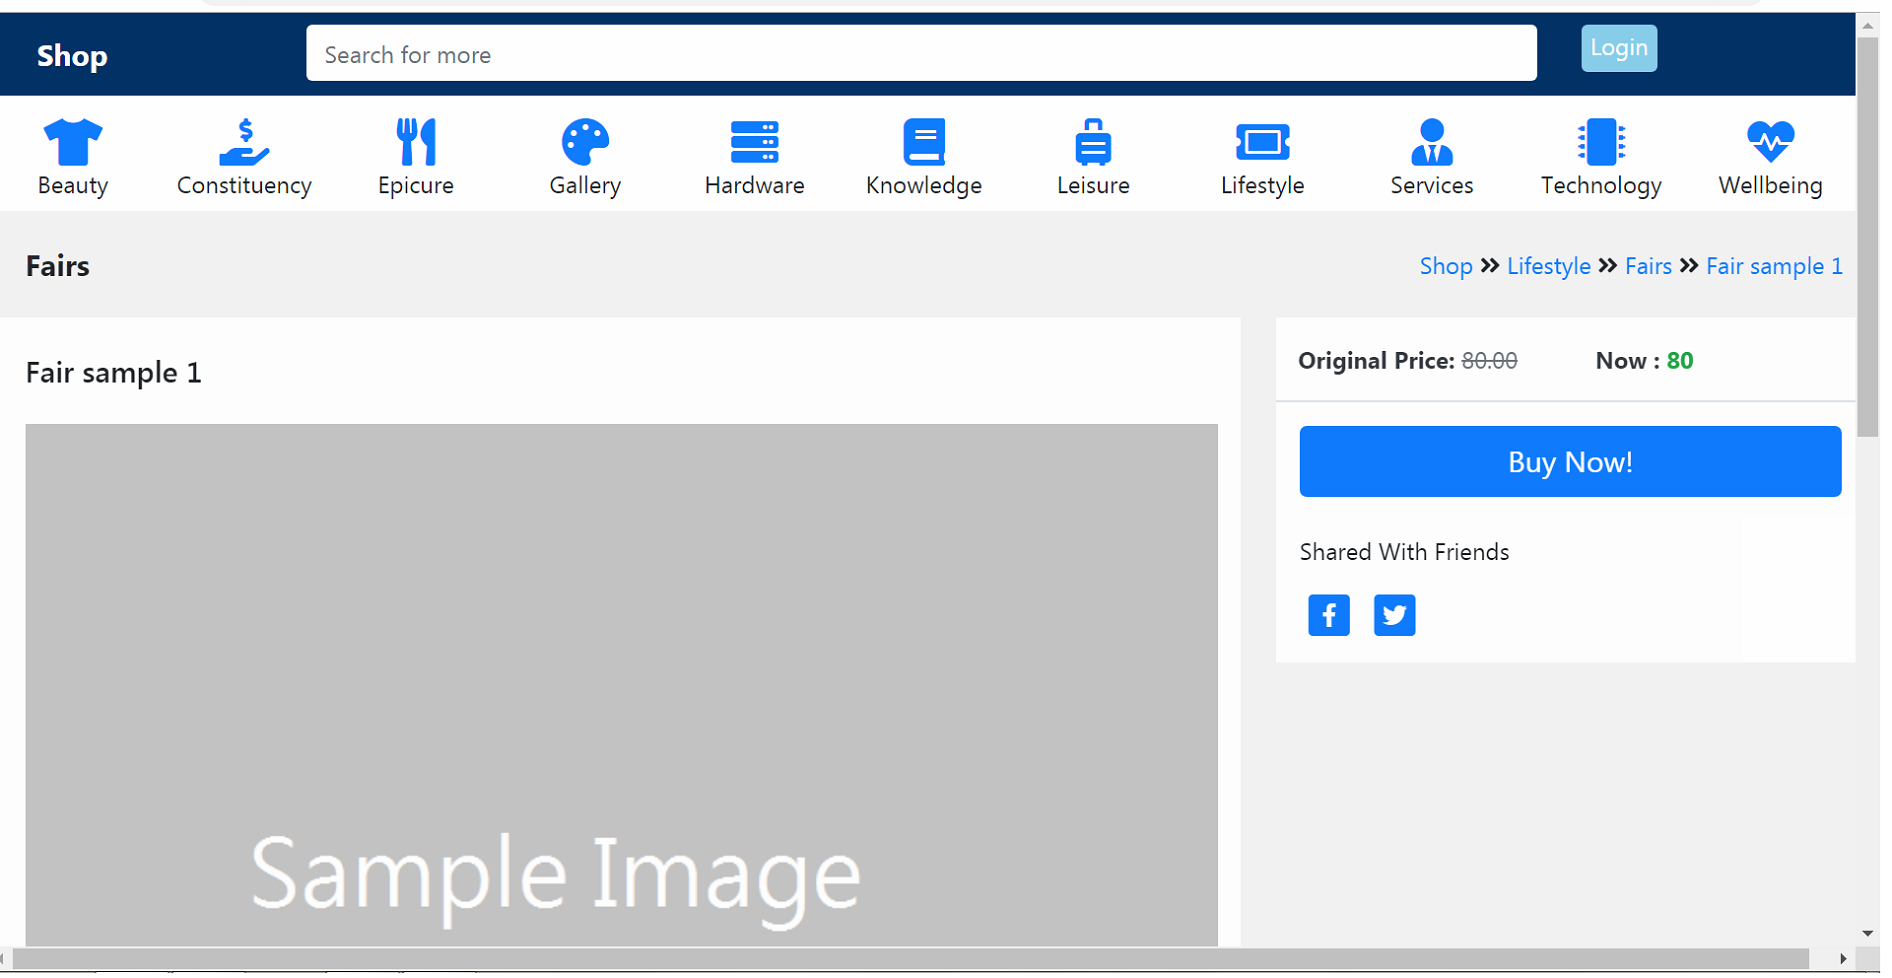 Shop
Search for more
Login
Beauty
Constituency
Epicure
Gallery
Hardware
Knowledge
Leisure
Lifestyle
Services
Technology
Wellbeing
Fairs
Shop » Lifestyle » Fairs » Fair sample 1
Fair sample 1
Sample Image
Original Price: 80.00 Now : 80
Buy Now!
Shared With Friends